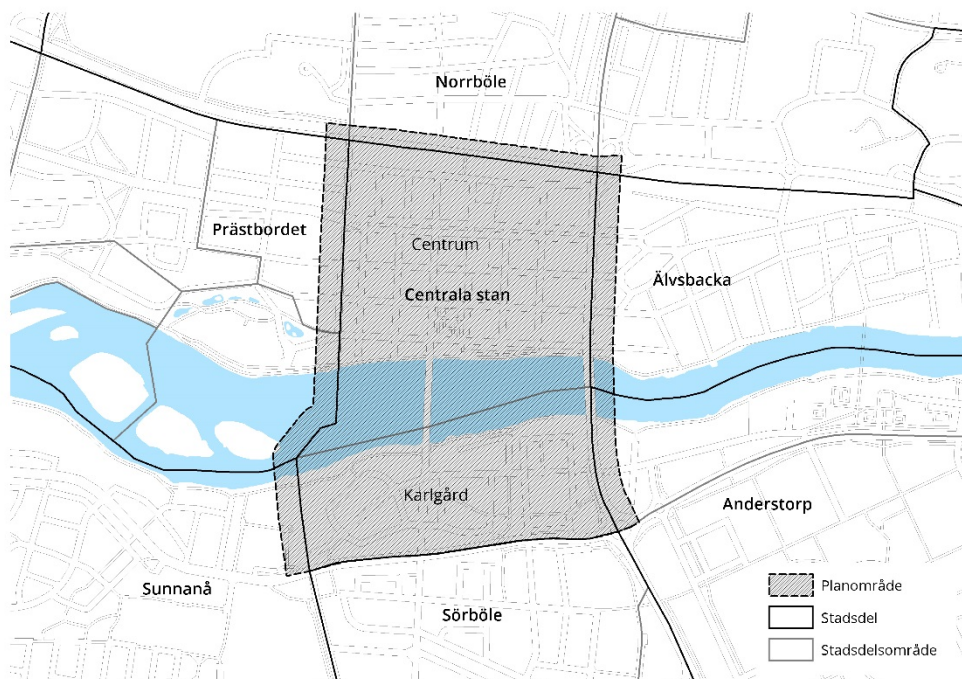 Norrböle
Prästbordet
Centrum
Älvsbacka
Centrala stan
Karlgård
Anderstorp
Sunnanå
Sörböle
Planområde
Stadsdel
Stadsdelsområde